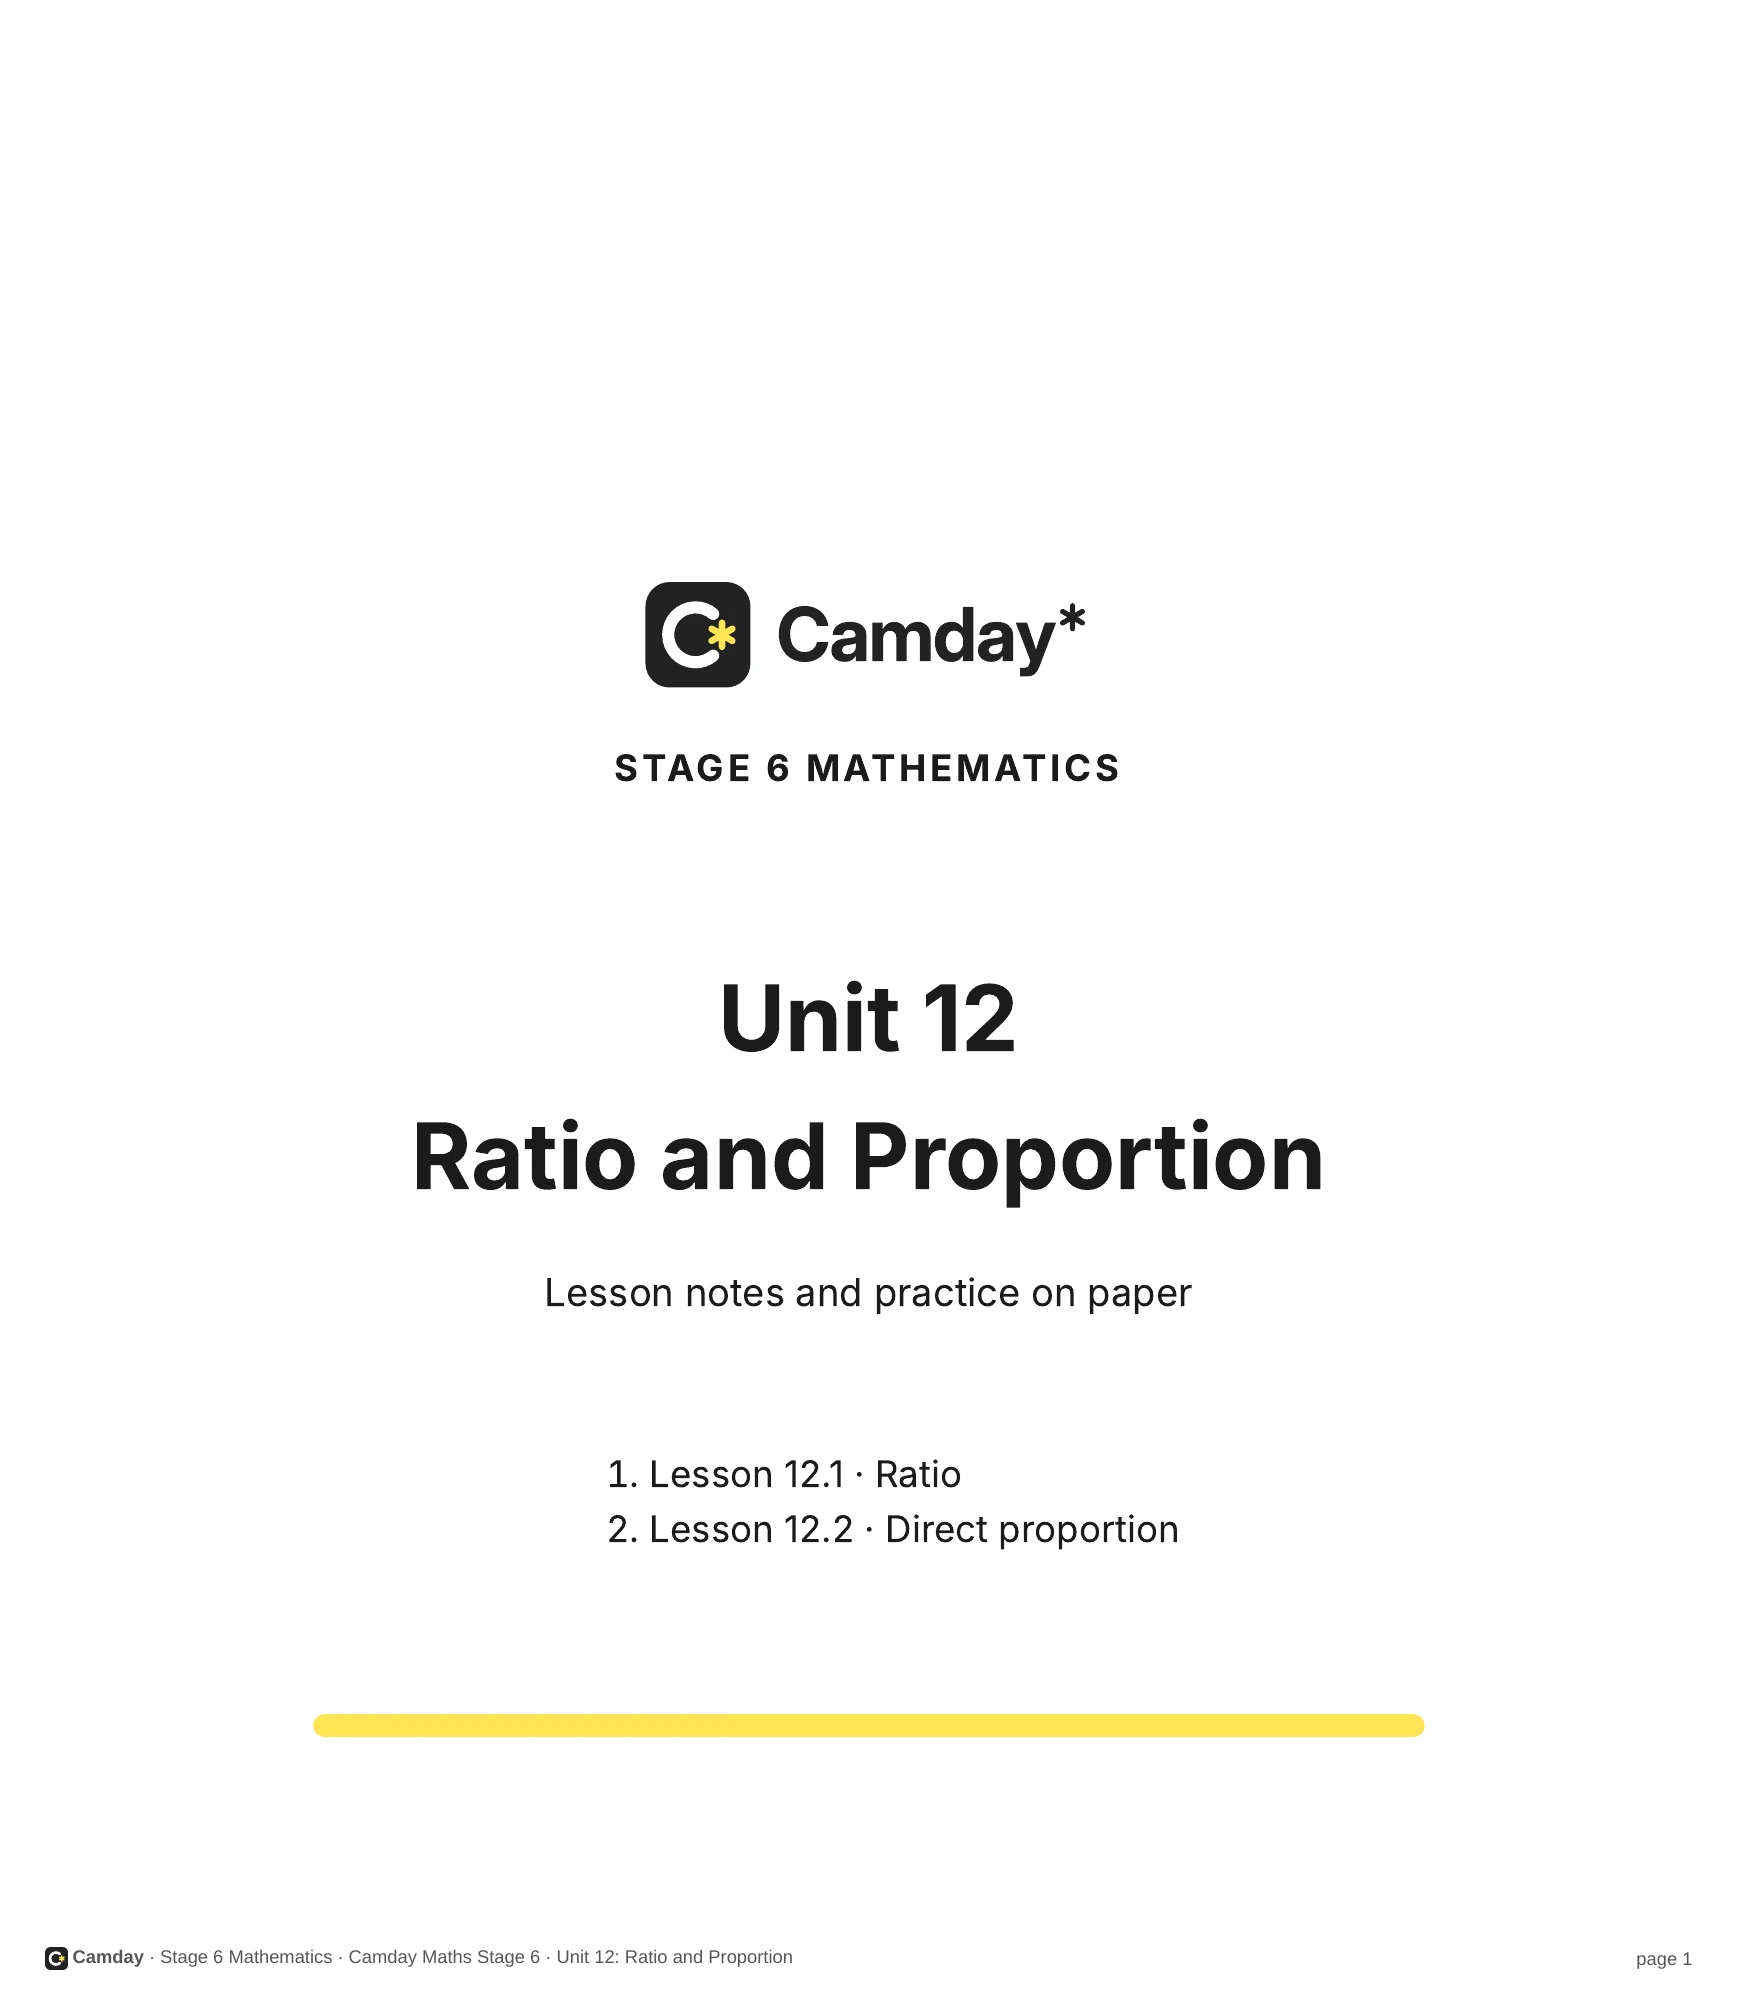 Camday*
STAGE 6 MATHEMATICS
Unit 12
Ratio and Proportion
Lesson notes and practice on paper
1. Lesson 12.1 · Ratio
2. Lesson 12.2 · Direct proportion
Camday · Stage 6 Mathematics · Camday Maths Stage 6 · Unit 12: Ratio and Proportion
page 1